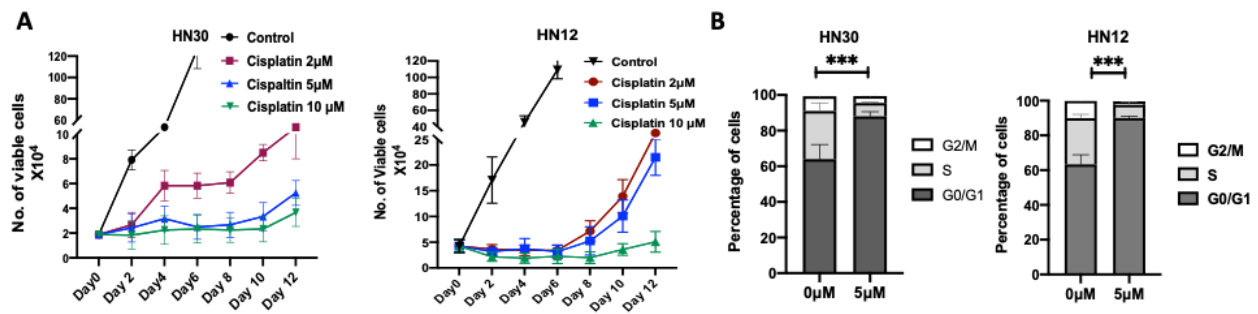 A
HN30
No. of viable cells
X10⁴
120
100
80
60
10
8
6
4
2
0
Day0
Day 2
Day4
Day6
Day 8
Day 10
Day 12
Control
Cisplatin 2µM
Cispaltin 5µM
Cisplatin 10 µM
HN12
No. of Viable cells
X10⁴
120
100
80
60
40
25
20
15
10
5
0
Day0
Day 2
Day 4
Day 6
Day 8
Day 10
Day 12
Control
Cisplatin 2µM
Cisplatin 5µM
Cisplatin 10 µM
B
HN30
***
Percentage of cells
100
80
60
40
20
0
0µM
5µM
G2/M
S
G0/G1
HN12
***
Percentage of cells
100
80
60
40
20
0
0µM
5µM
G2/M
S
G0/G1